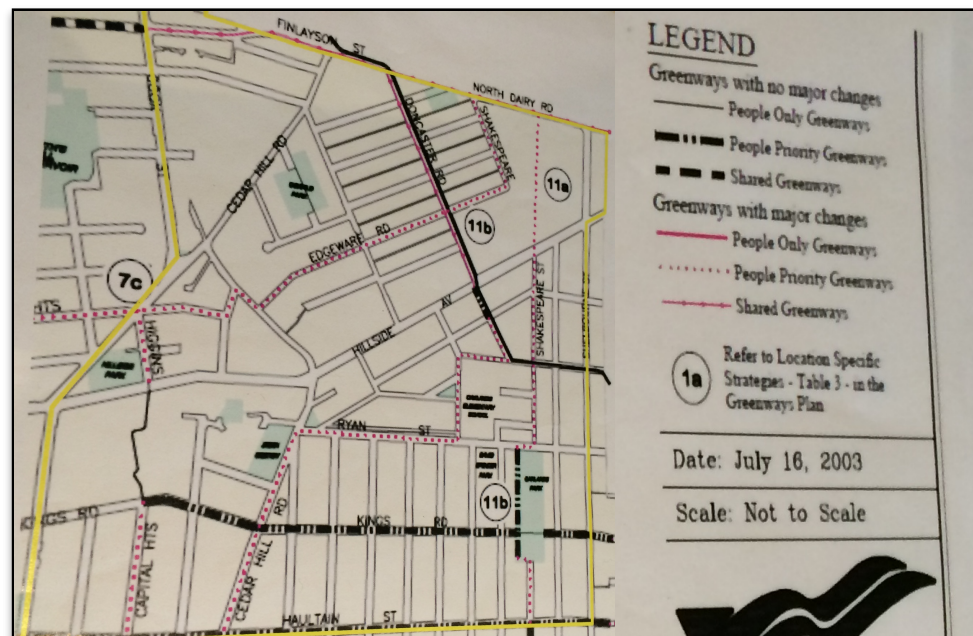 FINLAYSON ST
NORTH DAIRY RD
SHAKESPEARE
DONCASTER RD
CEDAR HILL RD
11a
11b
EDGEWARE RD
7c
HTS
HIGGINS
HILLSIDE AV
SHAKESPEARE ST
RYAN ST
11b
KINGS RD
KINGS RD
CAPITAL HTS
CEDAR HILL RD
HAULTAIN ST
LEGEND
Greenways with no major changes
People Only Greenways
People Priority Greenways
Shared Greenways
Greenways with major changes
People Only Greenways
People Priority Greenways
Shared Greenways
1a
Refer to Location Specific
Strategies - Table 3 - in the
Greenways Plan
Date: July 16, 2003
Scale: Not to Scale